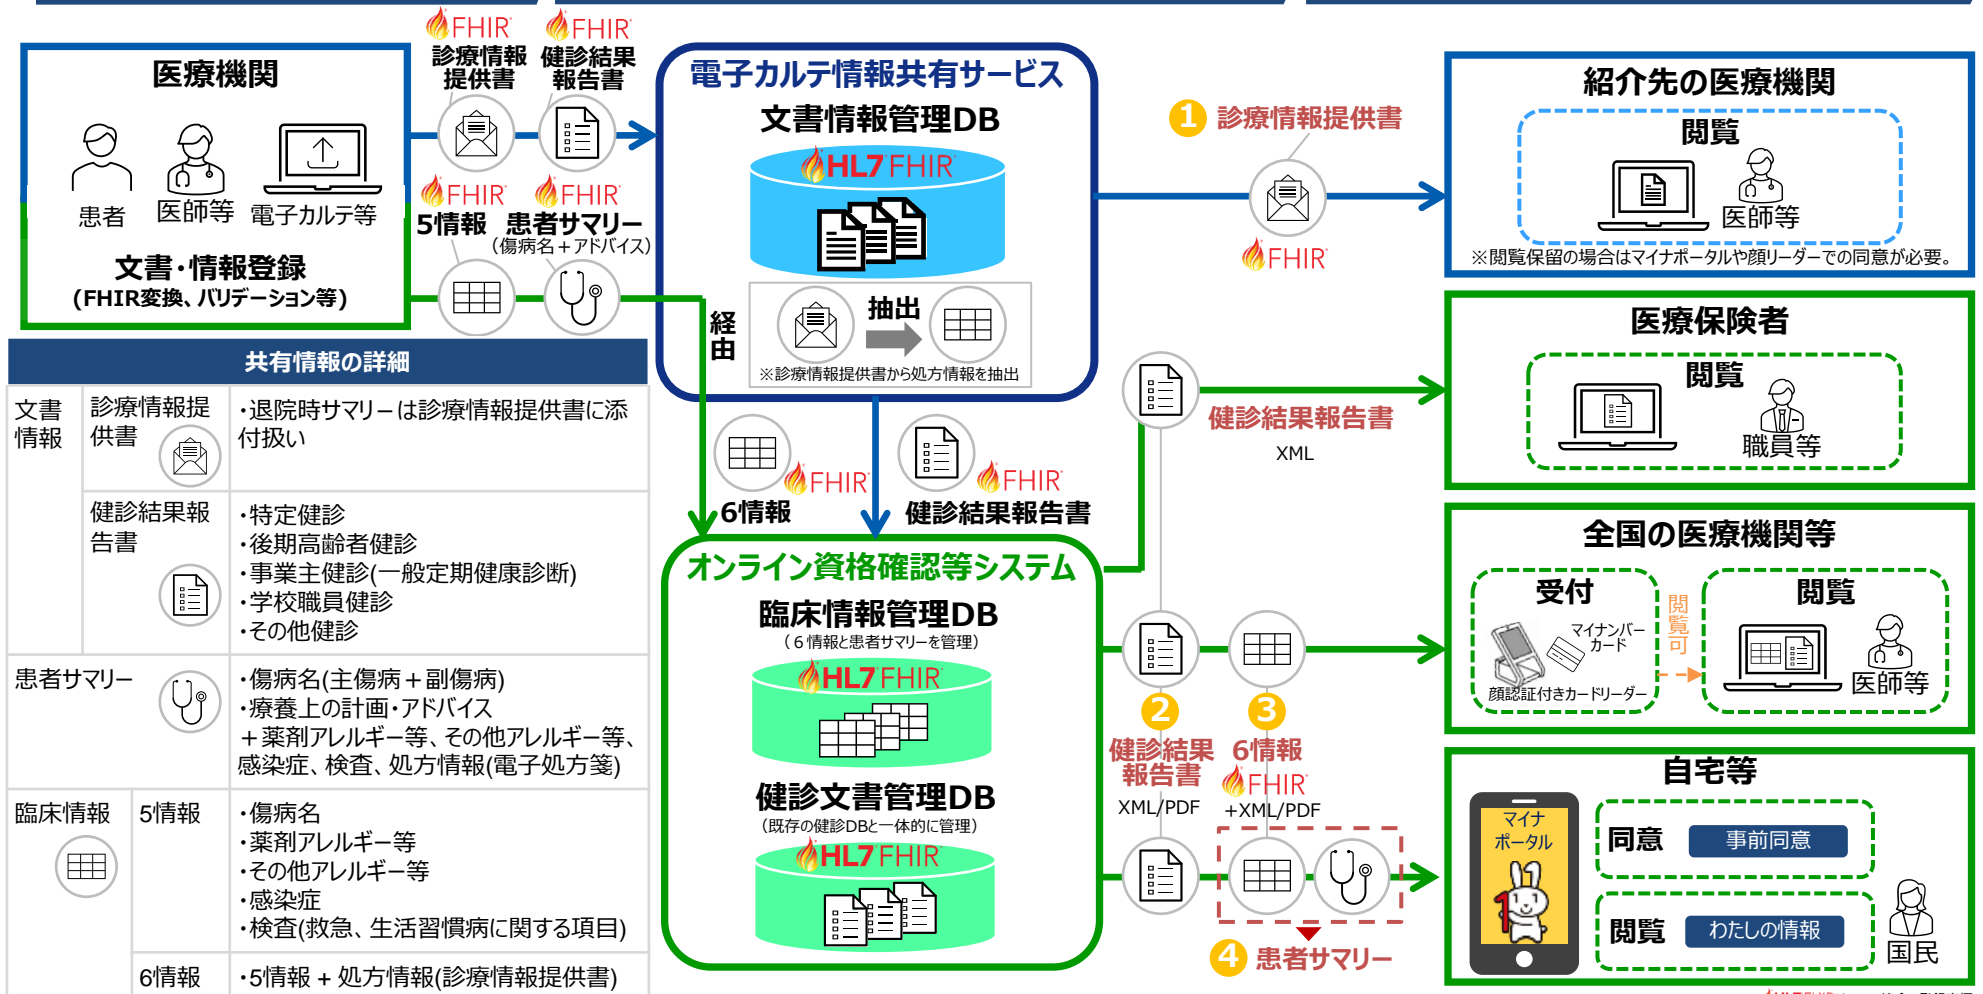 FHIR
FHIR
診療情報
提供書
健診結果
報告書
医療機関
患者
医師等
電子カルテ等
文書・情報登録
(FHIR変換、バリデーション等)
FHIR
FHIR
5情報
患者サマリー
(傷病名+アドバイス)
電子カルテ情報共有サービス
文書情報管理DB
HL7 FHIR
抽出
※診療情報提供書から処方情報を抽出
経由
1 診療情報提供書
FHIR
紹介先の医療機関
閲覧
医師等
※閲覧保留の場合はマイナポータルや顔リーダーでの同意が必要。
医療保険者
閲覧
職員等
健診結果報告書
XML
6情報
FHIR
健診結果報告書
FHIR
共有情報の詳細
文書
情報
診療情報提
供書
・退院時サマリーは診療情報提供書に添
付扱い
健診結果報
告書
・特定健診
・後期高齢者健診
・事業主健診(一般定期健康診断)
・学校職員健診
・その他健診
患者サマリー
・傷病名(主傷病+副傷病)
・療養上の計画・アドバイス
+薬剤アレルギー等、その他アレルギー等、
感染症、検査、処方情報(電子処方箋)
臨床情報
5情報
・傷病名
・薬剤アレルギー等
・その他アレルギー等
・感染症
・検査(救急、生活習慣病に関する項目)
6情報
・5情報 + 処方情報(診療情報提供書)
オンライン資格確認等システム
臨床情報管理DB
(6情報と患者サマリーを管理)
HL7 FHIR
健診文書管理DB
(既存の健診DBと一体的に管理)
HL7 FHIR
2
健診結果
報告書
XML/PDF
3
6情報
FHIR
+XML/PDF
4 患者サマリー
全国の医療機関等
受付
マイナンバー
カード
顔認証付きカードリーダー
閲覧可
閲覧
医師等
自宅等
マイナ
ポータル
同意
事前同意
閲覧
わたしの情報
国民